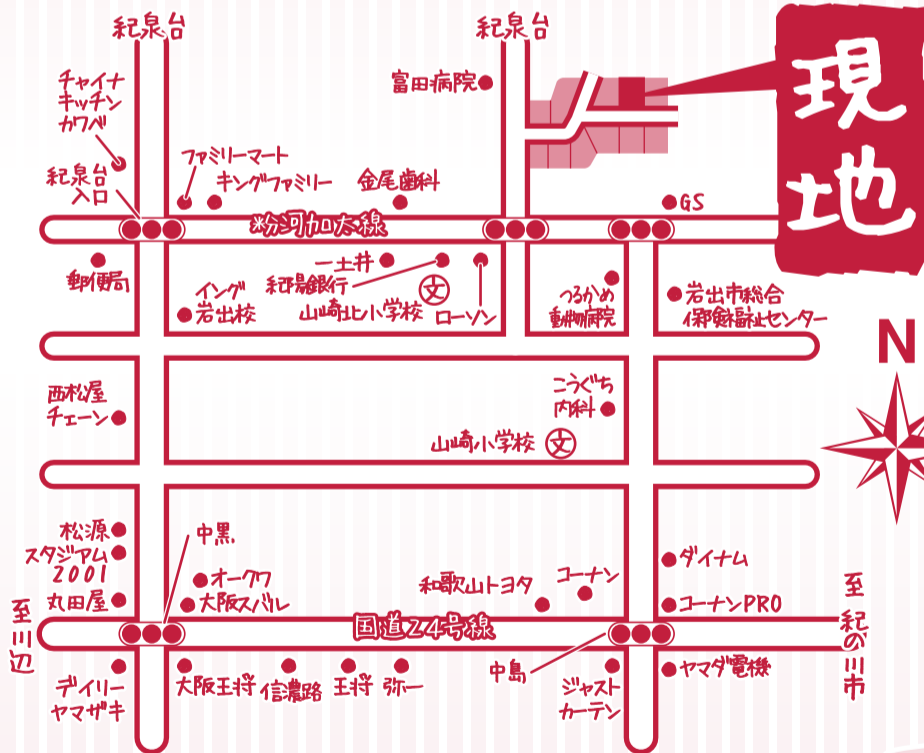 紀泉台
紀泉台
チャイナ
キッチン
カワベ
富田病院
現地
紀泉台
入口
ファミリーマート
キングファミリー
金尾歯科
GS
粉河加太線
郵便局
イング
岩出校
一土井
紀陽銀行
山崎北小学校
文
ローソン
つるかめ
動物病院
岩出市総合
保健福祉センター
N
西松屋
チェーン
こうぐち
内科
山崎小学校
文
松源
スタジアム
2001
丸田屋
中黒
オークワ
大阪スバル
和歌山トヨタ
コーナン
ダイナム
コーナンPRO
至川辺
国道24号線
至紀の川市
デイリー
ヤマザキ
大阪王将
信濃路
王将
弥一
中島
ジャスト
カーテン
ヤマダ電機